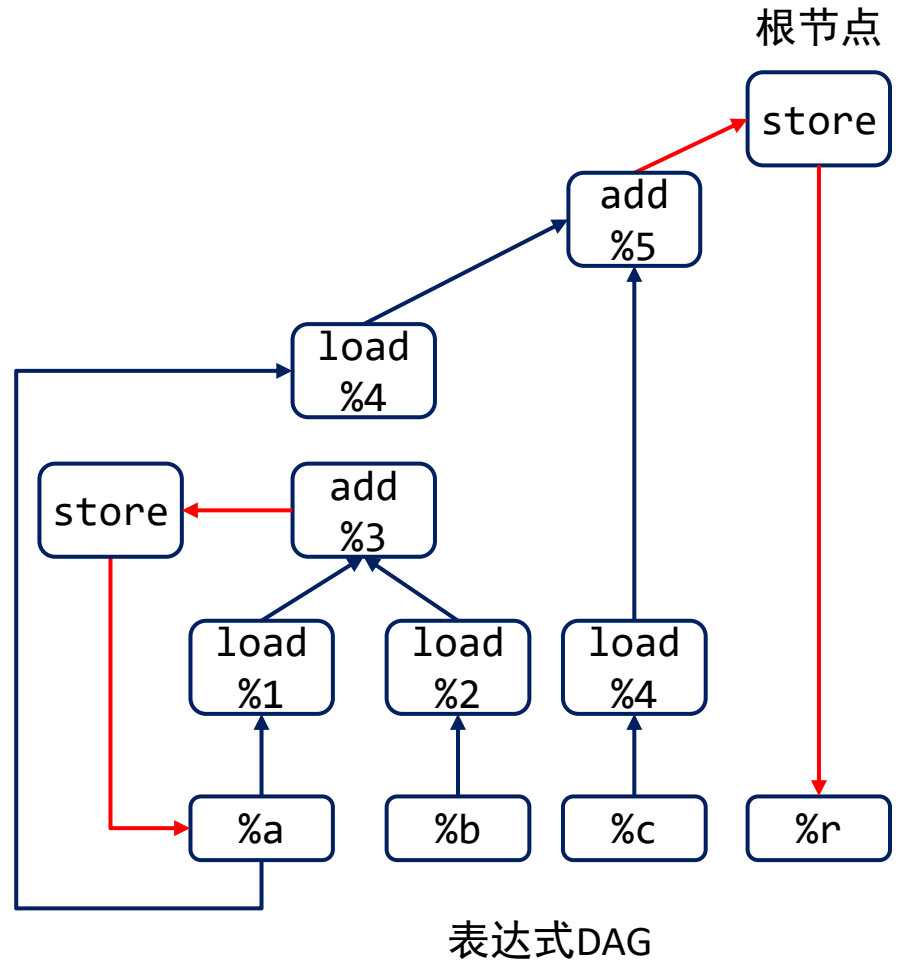 根节点
store
add
%5
load
%4
store
add
%3
load
%1
load
%2
load
%4
%a
%b
%c
%r
表达式DAG